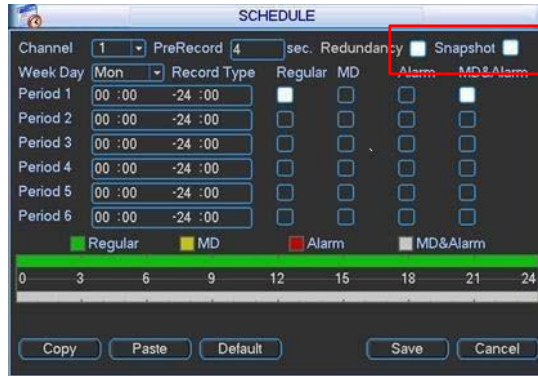 SCHEDULE
Channel 1 PreRecord 4 sec. Redundancy Snapshot
Week Day Mon Record Type Regular MD Alarm MD&Alarm
Period 1 00 :00 -24 :00
Period 2 00 :00 -24 :00
Period 3 00 :00 -24 :00
Period 4 00 :00 -24 :00
Period 5 00 :00 -24 :00
Period 6 00 :00 -24 :00
Regular MD Alarm MD&Alarm
0 3 6 9 12 15 18 21 24
Copy Paste Default Save Cancel